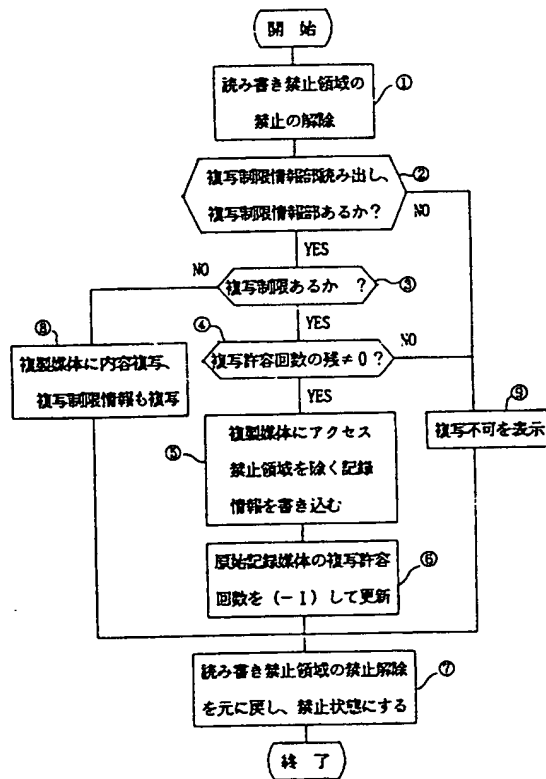 開 始
読み書き禁止領域の
禁止の解除
①
複写制限情報部読み出し、
複写制限情報部あるか？
②
NO
YES
NO
複写制限あるか ？
③
YES
④
複写許容回数の残≠０？
NO
YES
⑧
複製媒体に内容複写、
複写制限情報も複写
⑤
複製媒体にアクセス
禁止領域を除く記録
情報を書き込む
⑨
複写不可を表示
原始記録媒体の複写許容
回数を（－１）して更新
⑥
読み書き禁止領域の禁止解除
を元に戻し、禁止状態にする
⑦
終 了